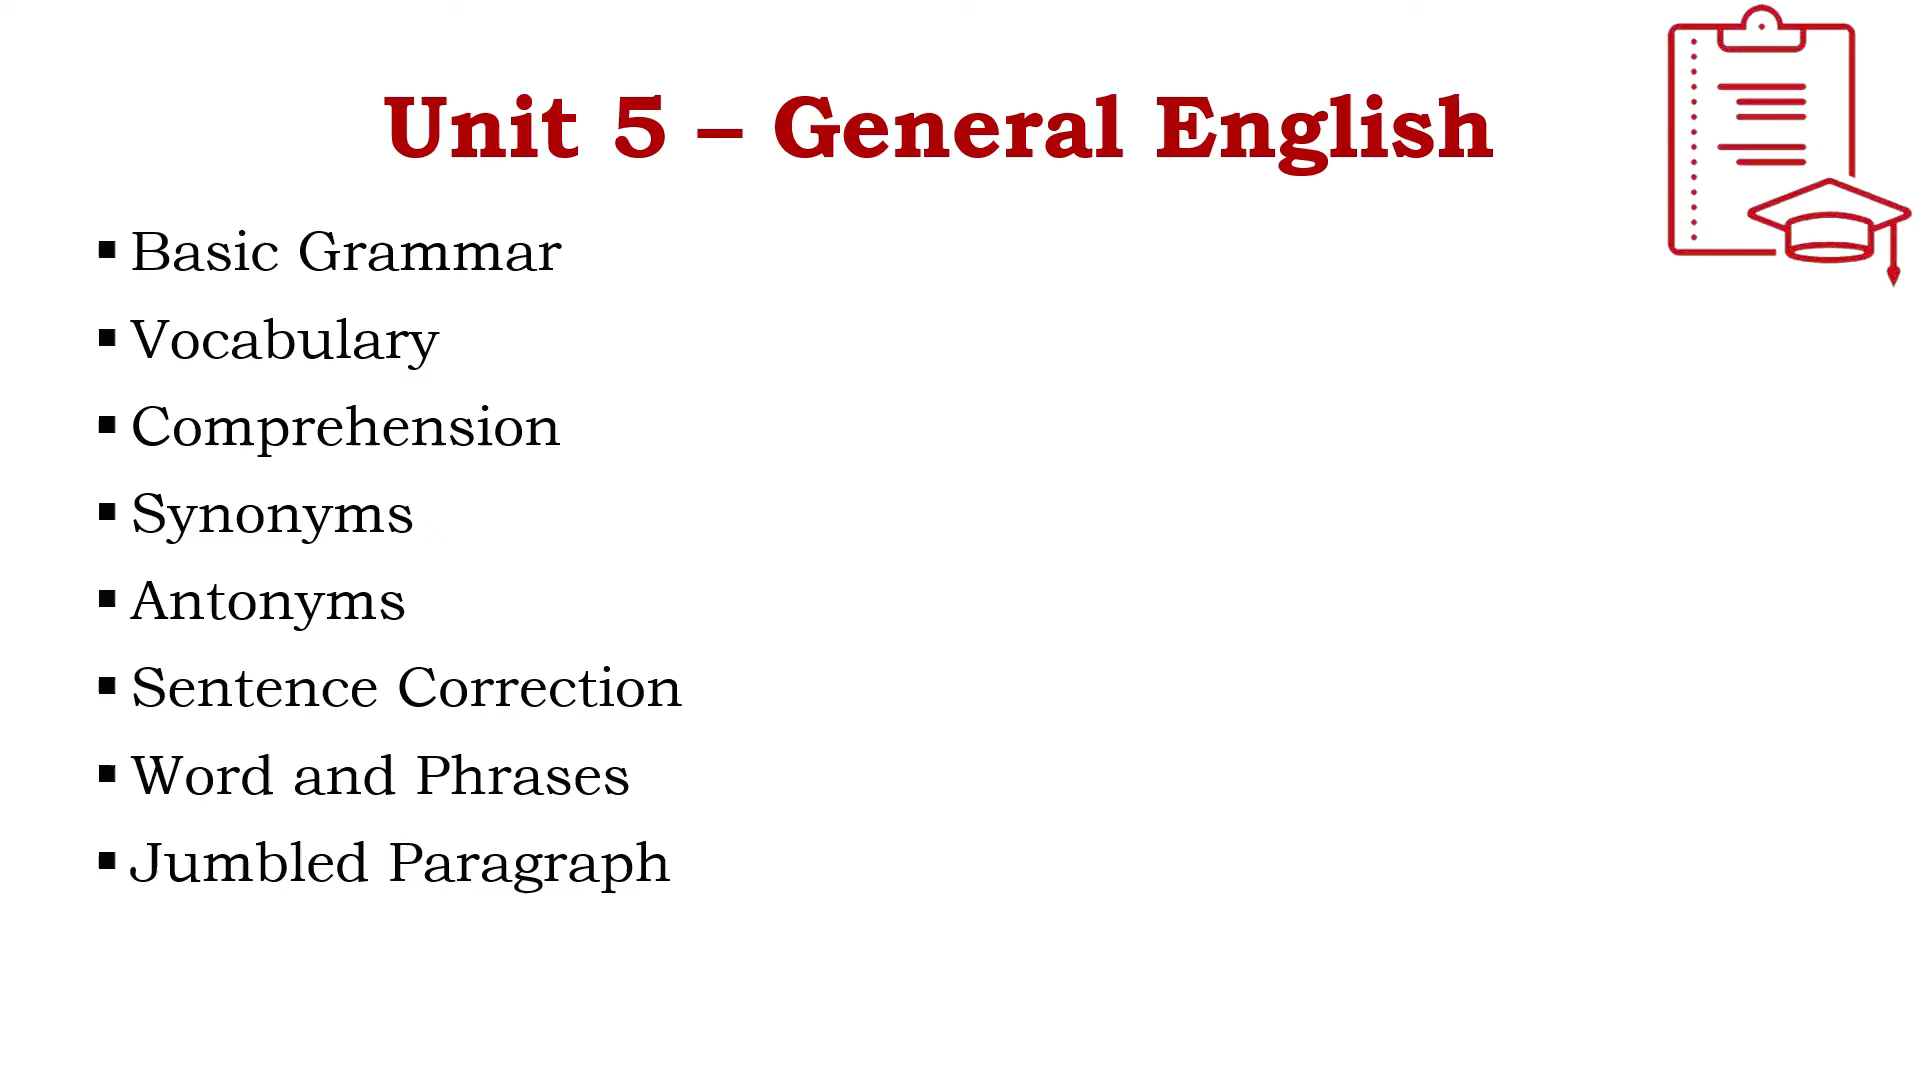 Unit 5 – General English
▪ Basic Grammar
▪ Vocabulary
▪ Comprehension
▪ Synonyms
▪ Antonyms
▪ Sentence Correction
▪ Word and Phrases
▪ Jumbled Paragraph